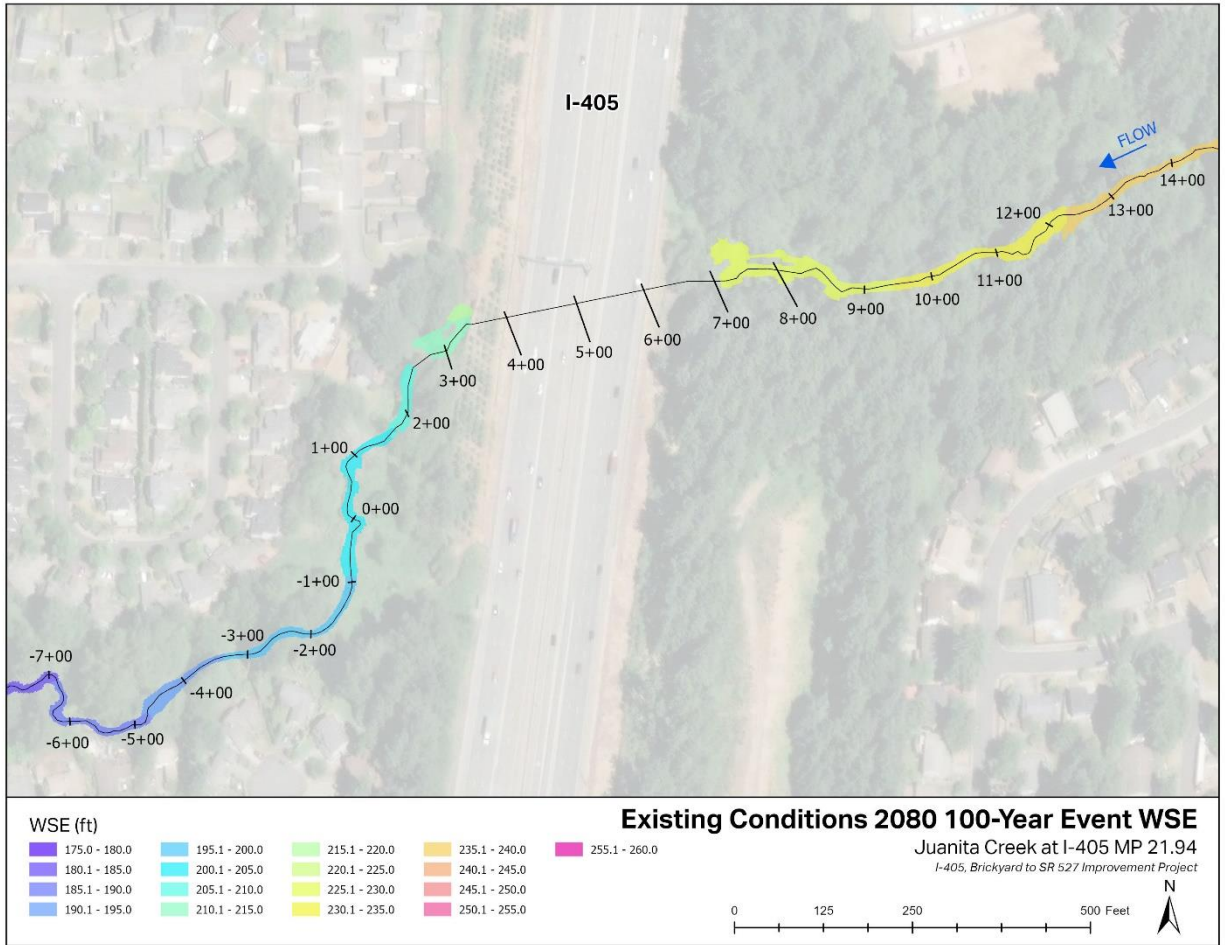 I-405
FLOW
14+00
13+00
12+00
11+00
10+00
9+00
8+00
7+00
6+00
5+00
4+00
3+00
2+00
1+00
0+00
-1+00
-2+00
-3+00
-4+00
-5+00
-6+00
-7+00
WSE (ft)
175.0 - 180.0
180.1 - 185.0
185.1 - 190.0
190.1 - 195.0
195.1 - 200.0
200.1 - 205.0
205.1 - 210.0
210.1 - 215.0
215.1 - 220.0
220.1 - 225.0
225.1 - 230.0
230.1 - 235.0
235.1 - 240.0
240.1 - 245.0
245.1 - 250.0
250.1 - 255.0
255.1 - 260.0
Existing Conditions 2080 100-Year Event WSE
Juanita Creek at I-405 MP 21.94
I-405, Brickyard to SR 527 Improvement Project
N
0 125 250 500 Feet